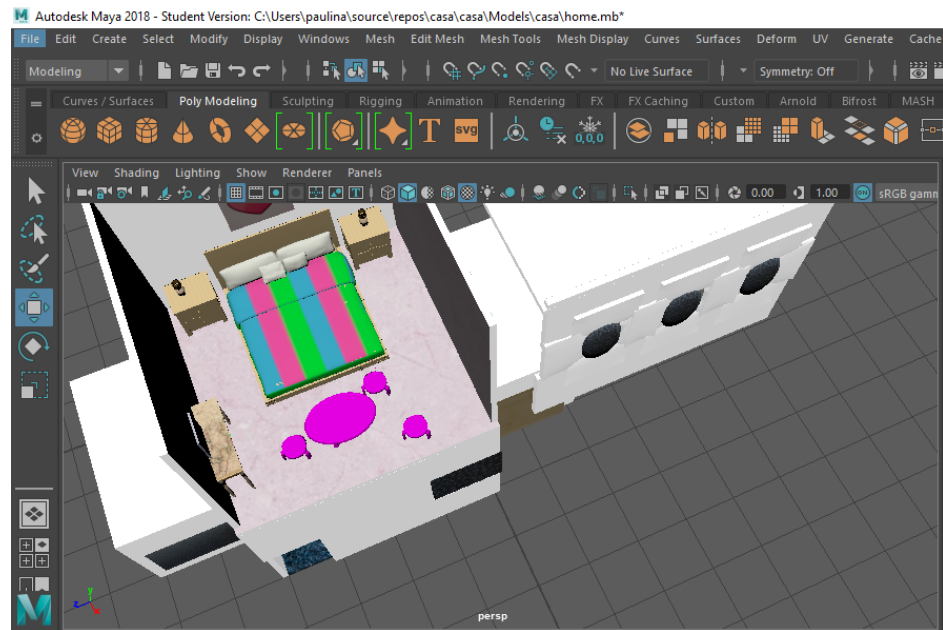 Autodesk Maya 2018 - Student Version: C:\Users\paulina\source\repos\casa\casa\Models\casa\home.mb*
File Edit Create Select Modify Display Windows Mesh Edit Mesh Mesh Tools Mesh Display Curves Surfaces Deform UV Generate Cache
Modeling No Live Surface Symmetry: Off
Curves / Surfaces Poly Modeling Sculpting Rigging Animation Rendering FX FX Caching Custom Arnold Bifrost MASH
T svg 0,0,0
View Shading Lighting Show Renderer Panels
0.00 1.00 ON sRGB gamm
y
z x
persp
M